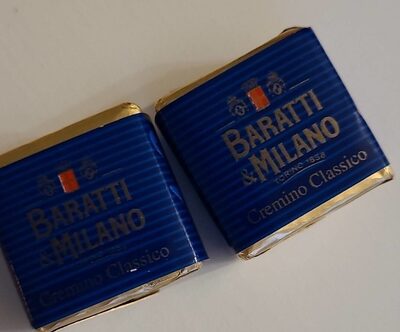 BARATTI
& MILANO
Cremino Classico
BARATTI
& MILANO
TORINO 1858
Cremino Classico